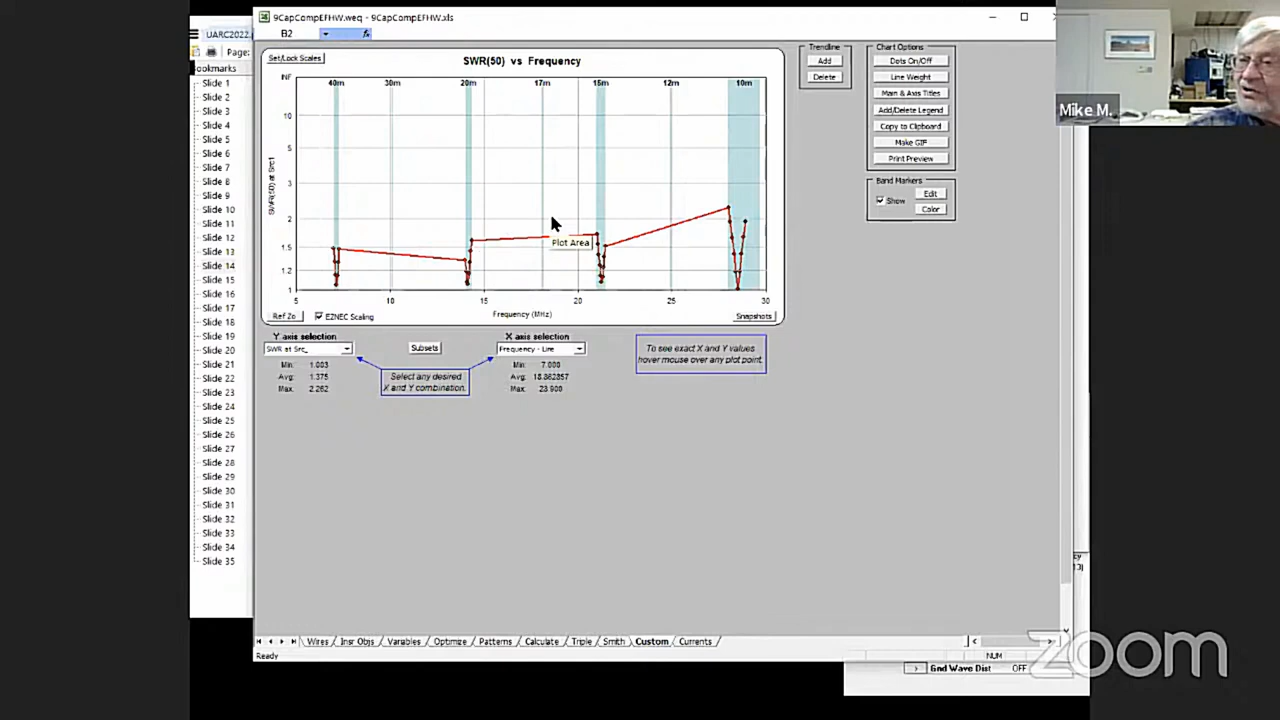 9CapCompEFHW.weq - 9CapCompEFHW.xls
UARC2022.
B2
fx
Page:
ookmarks
Slide 1
Slide 2
Slide 3
Slide 4
Slide 5
Slide 6
Slide 7
Slide 8
Slide 9
Slide 10
Slide 11
Slide 12
Slide 13
Slide 14
Slide 15
Slide 16
Slide 17
Slide 18
Slide 19
Slide 20
Slide 21
Slide 22
Slide 23
Slide 24
Slide 25
Slide 26
Slide 27
Slide 28
Slide 29
Slide 30
Slide 31
Slide 32
Slide 33
Slide 34
Slide 35
Set/Lock Scales
SWR(50) vs Frequency
INF
40m 30m 20m 17m 15m 12m 10m
10
5
3
2
1.5
1.2
1
SWR(50) at Src1
Plot Area
5 10 15 20 25 30
Frequency (MHz)
Ref Zo
EZNEC Scaling
Snapshots
Trendline
Add
Delete
Chart Options
Dots On/Off
Line Weight
Main & Axis Titles
Add/Delete Legend
Copy to Clipboard
Make GIF
Print Preview
Band Markers
Show
Edit
Color
Y axis selection
SWR at Src_
Min: 1.003
Avg: 1.375
Max: 2.262
Subsets
Select any desired
X and Y combination.
X axis selection
Frequency - Line
Min: 7.000
Avg: 18.862857
Max: 28.900
To see exact X and Y values
hover mouse over any plot point.
Wires
Insr Objs
Variables
Optimize
Patterns
Calculate
Triple
Smith
Custom
Currents
Ready
NUM
>
Gnd Wave Dist
OFF
Mike M.
zoom